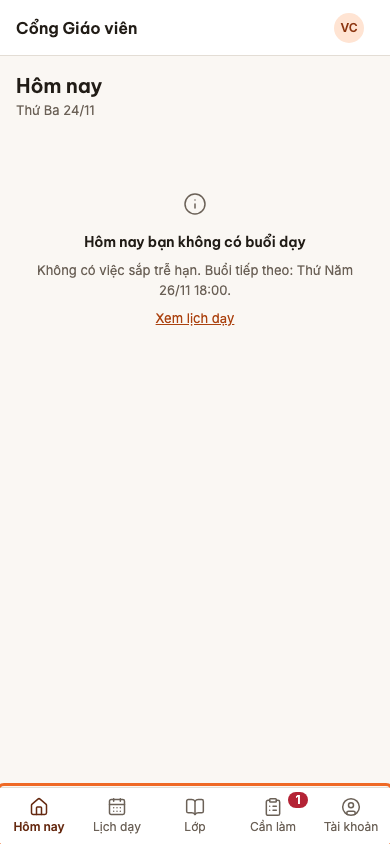 Cổng Giáo viên
VC
Hôm nay
Thứ Ba 24/11
Hôm nay bạn không có buổi dạy
Không có việc sắp trễ hạn. Buổi tiếp theo: Thứ Năm
26/11 18:00.
Xem lịch dạy
1
Hôm nay
Lịch dạy
Lớp
Cần làm
Tài khoản